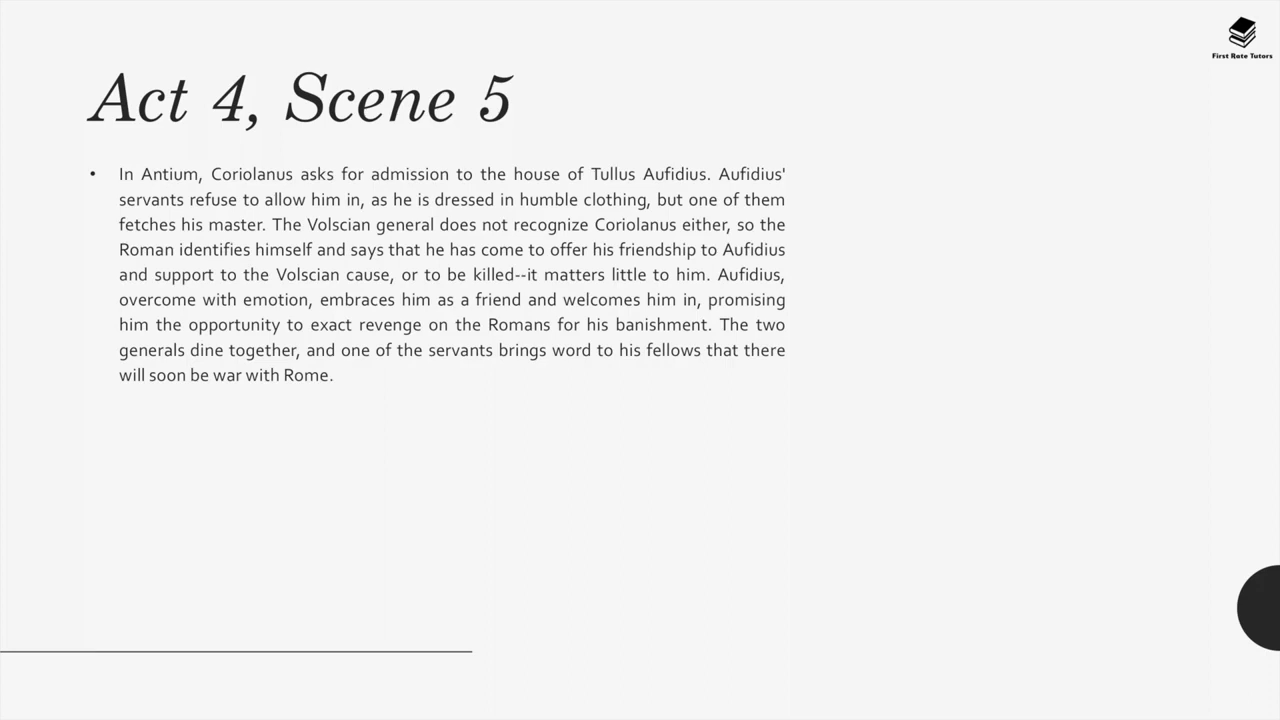 First Rate Tutors
Act 4, Scene 5
• In Antium, Coriolanus asks for admission to the house of Tullus Aufidius. Aufidius'
servants refuse to allow him in, as he is dressed in humble clothing, but one of them
fetches his master. The Volscian general does not recognize Coriolanus either, so the
Roman identifies himself and says that he has come to offer his friendship to Aufidius
and support to the Volscian cause, or to be killed--it matters little to him. Aufidius,
overcome with emotion, embraces him as a friend and welcomes him in, promising
him the opportunity to exact revenge on the Romans for his banishment. The two
generals dine together, and one of the servants brings word to his fellows that there
will soon be war with Rome.